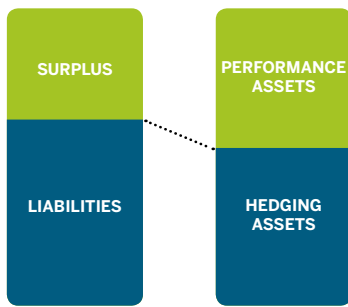 SURPLUS
LIABILITIES
PERFORMANCE
ASSETS
HEDGING
ASSETS